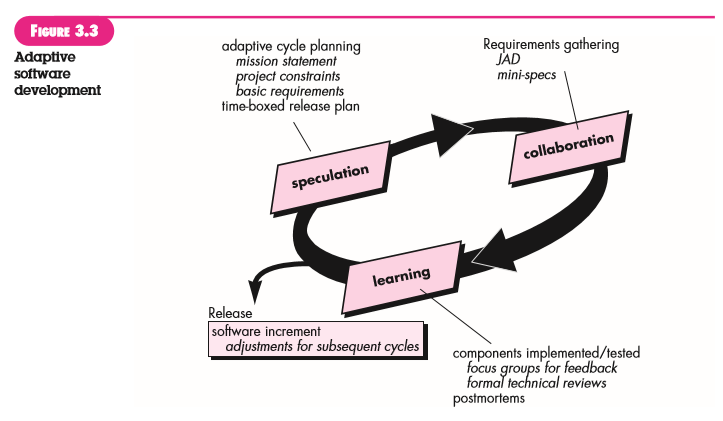 FIGURE 3.3
Adaptive
software
development
adaptive cycle planning
mission statement
project constraints
basic requirements
time-boxed release plan
Requirements gathering
JAD
mini-specs
speculation
collaboration
learning
Release
software increment
adjustments for subsequent cycles
components implemented/tested
focus groups for feedback
formal technical reviews
postmortems